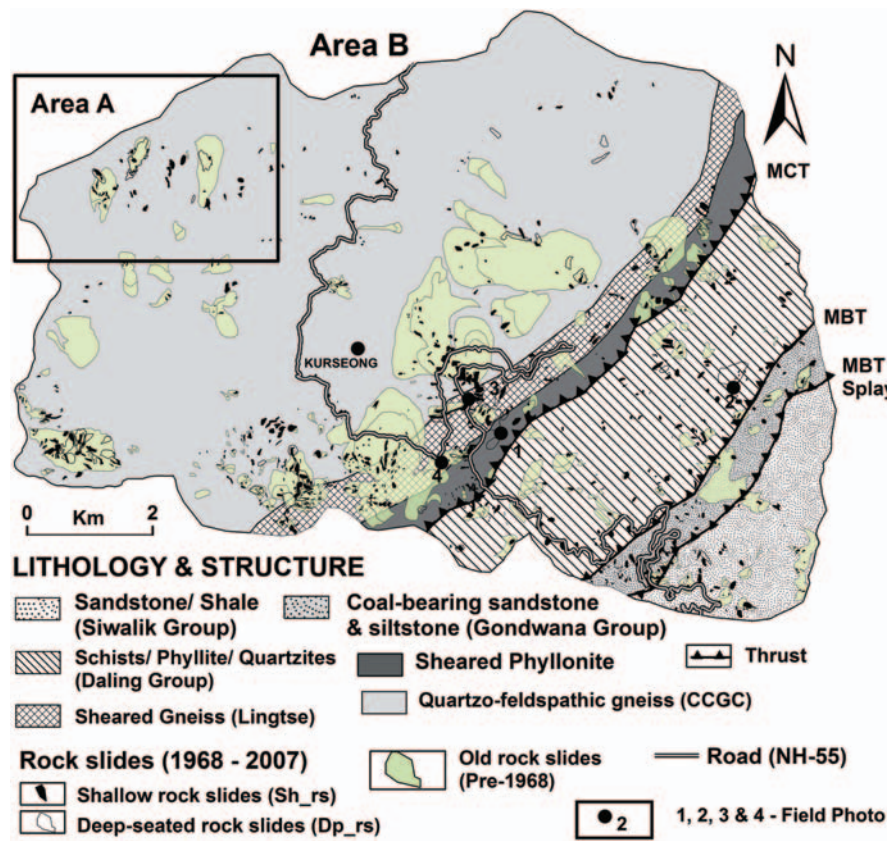 Area B
N
Area A
MCT
MBT
MBT
Splay
KURSEONG
3
2
1
4
0 2
Km
LITHOLOGY & STRUCTURE
Sandstone/ Shale
(Siwalik Group)
Coal-bearing sandstone
& siltstone (Gondwana Group)
Schists/ Phyllite/ Quartzites
(Daling Group)
Sheared Phyllonite
Thrust
Sheared Gneiss (Lingtse)
Quartzo-feldspathic gneiss (CCGC)
Rock slides (1968 - 2007)
Shallow rock slides (Sh_rs)
Deep-seated rock slides (Dp_rs)
Old rock slides
(Pre-1968)
Road (NH-55)
2
1, 2, 3 & 4 - Field Photo